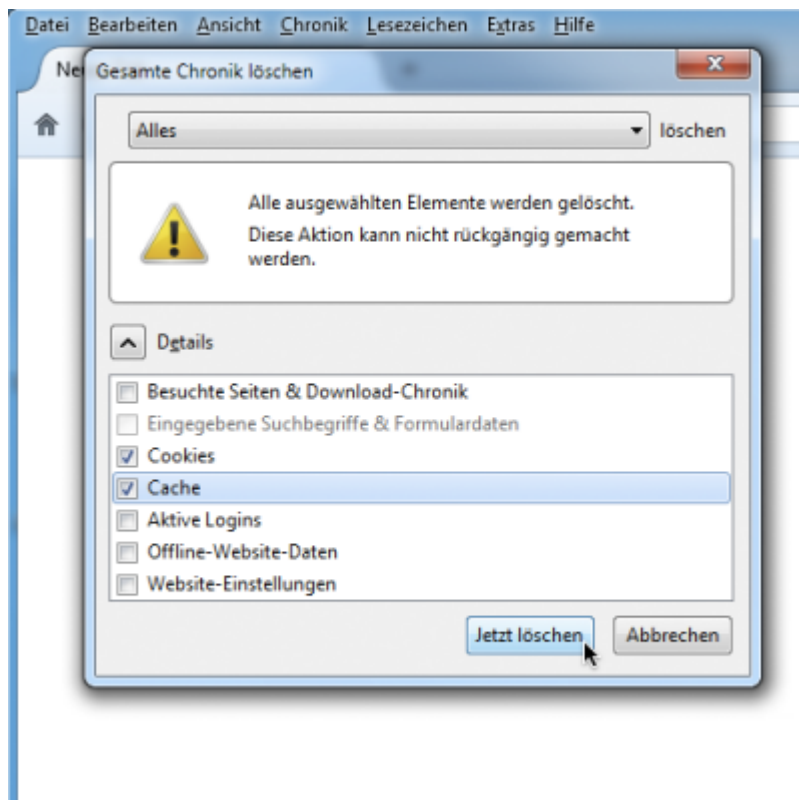 Datei Bearbeiten Ansicht Chronik Lesezeichen Extras Hilfe
Gesamte Chronik löschen
Alles löschen
Alle ausgewählten Elemente werden gelöscht.
Diese Aktion kann nicht rückgängig gemacht
werden.
Details
Besuchte Seiten & Download-Chronik
Eingegebene Suchbegriffe & Formulardaten
Cookies
Cache
Aktive Logins
Offline-Website-Daten
Website-Einstellungen
Jetzt löschen Abbrechen